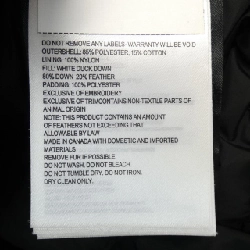 DO NOT REMOVE ANY LABELS- WARRANTY WILL BE VOID
OUTERSHELL: 85% POLYESTER, 15% COTTON
LINING: 100% NYLON
FILL: WHITE DUCK DOWN
80% DOWN 20% FEATHER
PADDING: 100% POLYESTER
EXCLUSIVE OF EMBROIDERY
EXCLUSIVE OF TRIM CONTAINS NON-TEXTILE PARTS OF
ANIMAL ORIGIN
NOTE: THIS PRODUCT CONTAINS AN AMOUNT
OF FEATHERS NOT EXCEEDING THAT
ALLOWABLE BY LAW
MADE IN CANADA WITH DOMESTIC AND IMPORTED
MATERIALS
REMOVE FUR IF POSSIBLE
DO NOT WASH, DO NOT BLEACH
DO NOT TUMBLE DRY, DO NOT IRON.
DRY CLEAN ONLY.